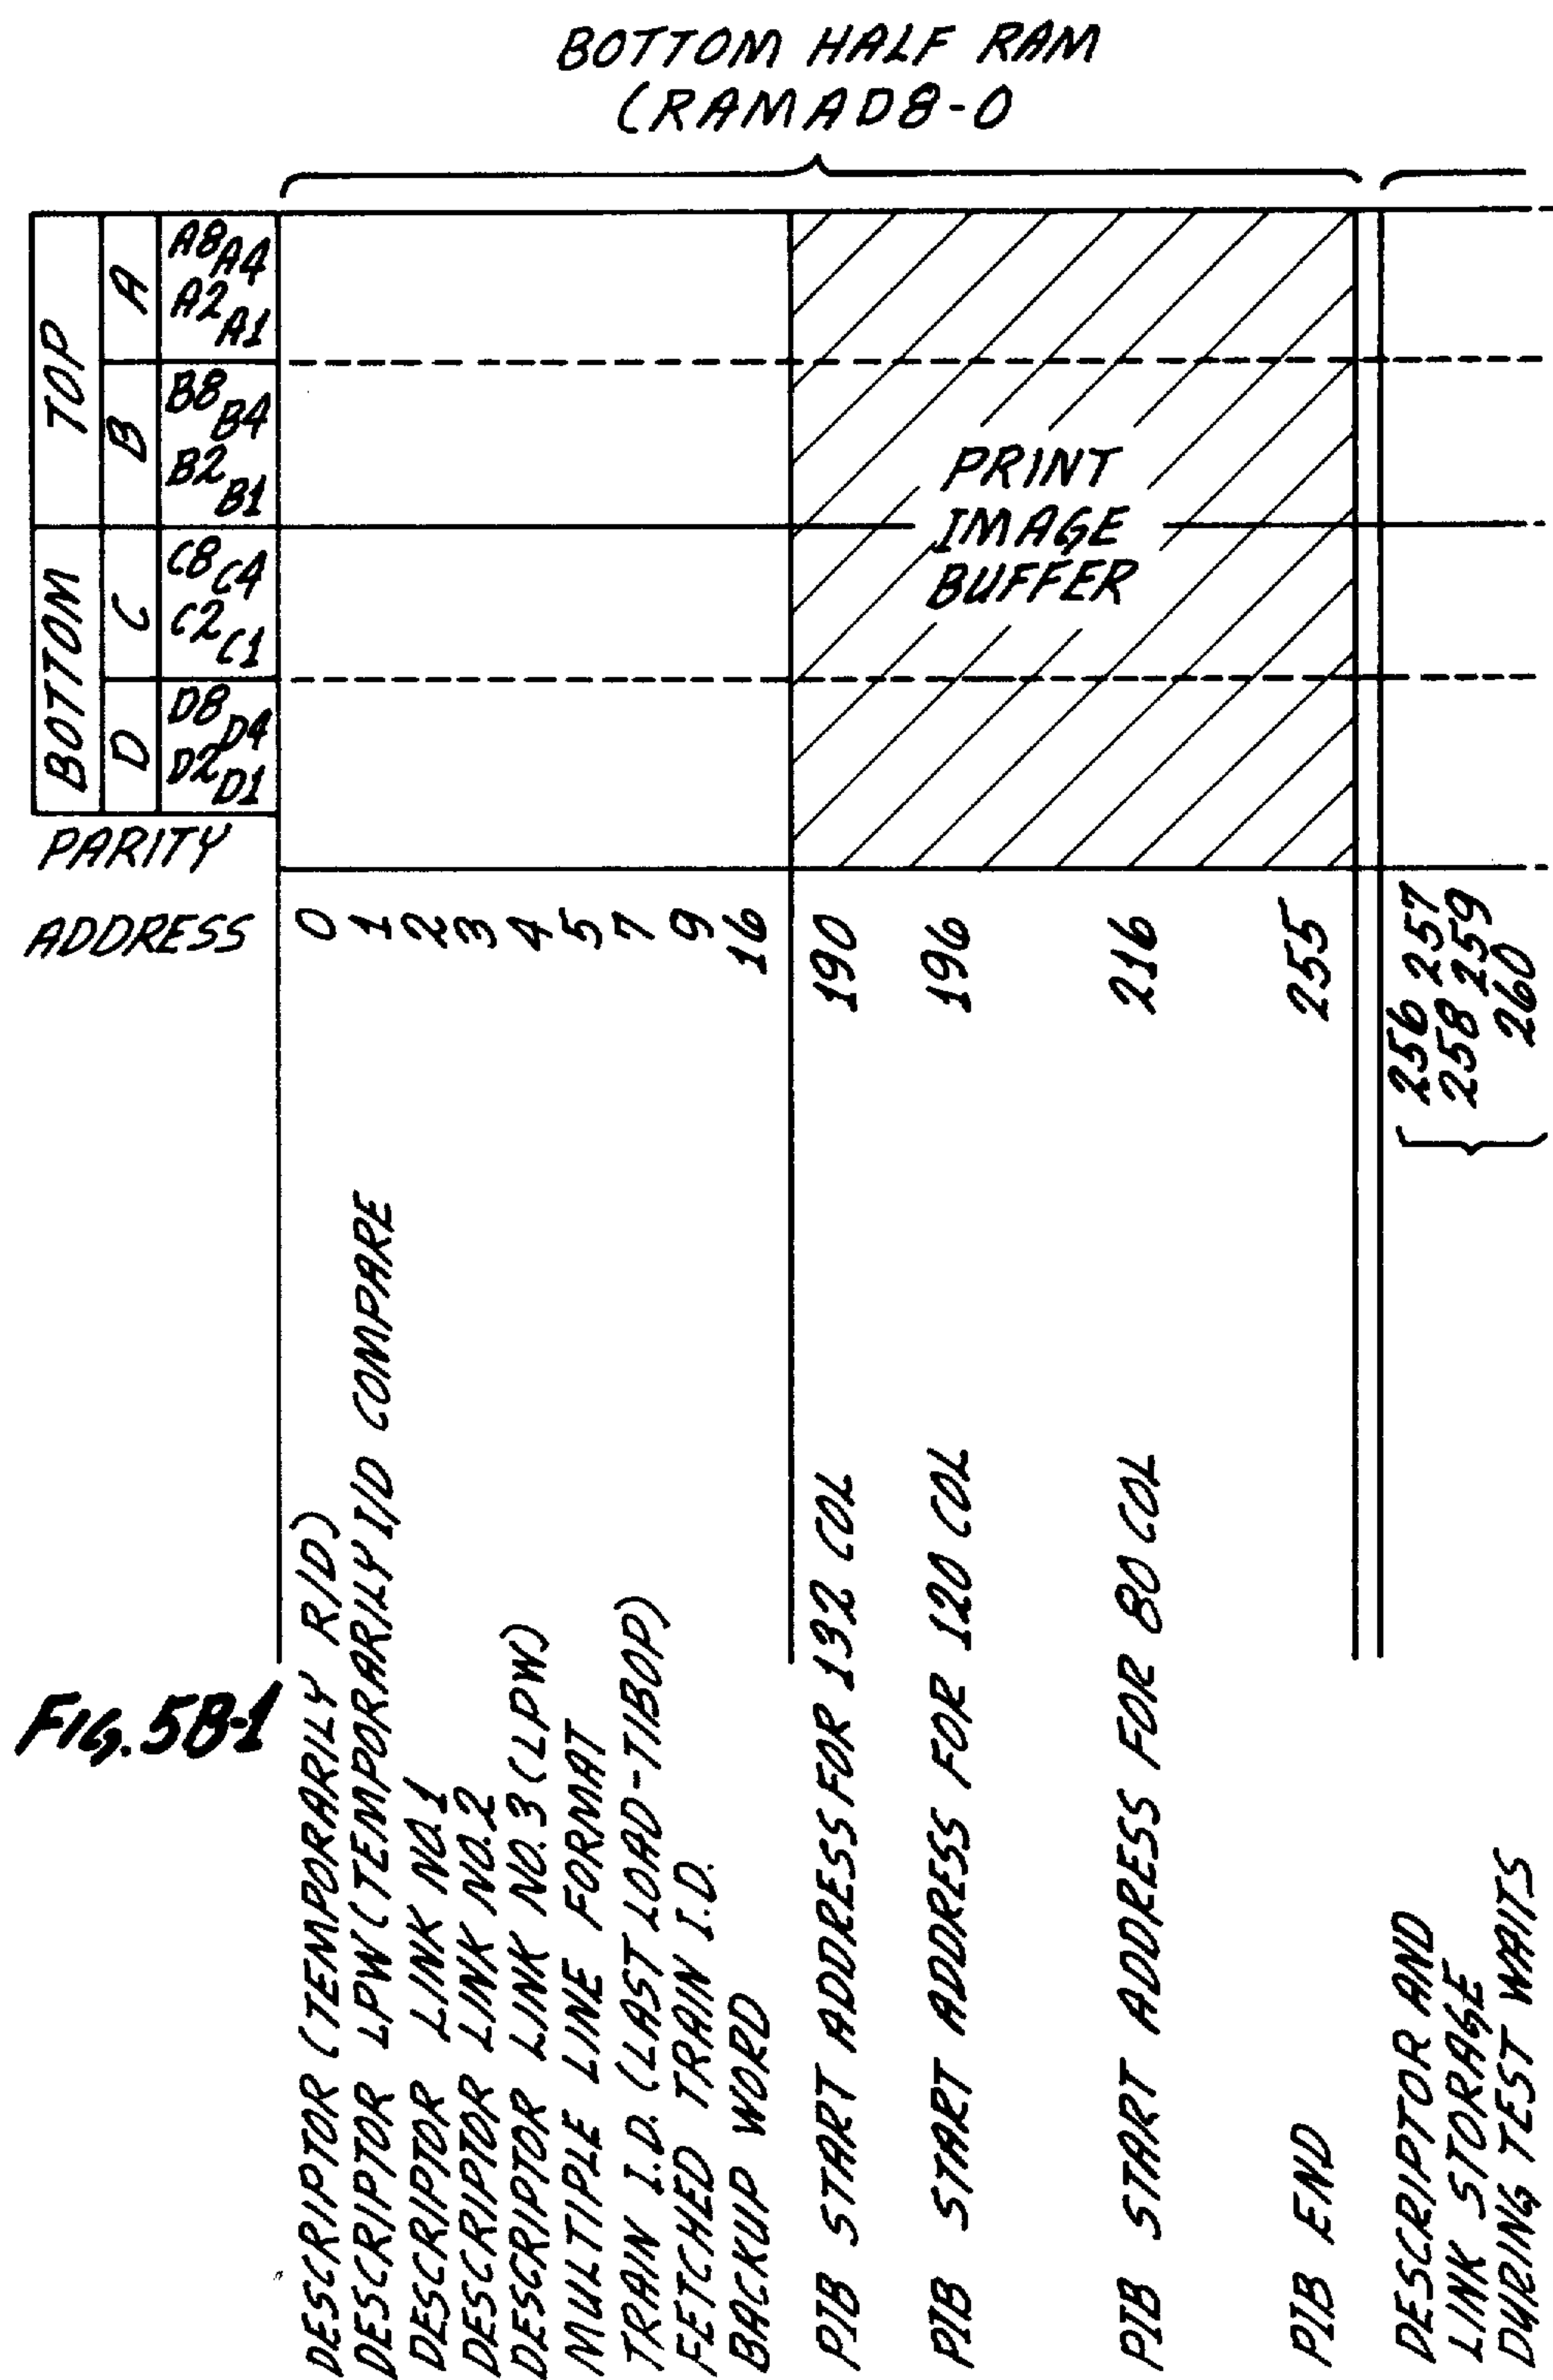 BOTTOM HALF RAM
(RAMAD8-0
TOP
BOTTOM
A
B
C
D
A8 A4
A2 A1
B8 B4
B2 B1
C8 C4
C2 C1
D8 D4
D2 D1
PARITY
PRINT
IMAGE
BUFFER
ADDRESS
0
1
2
3
4
5
7
9
16
190
196
216
255
256 257
258 259
260
DESCRIPTOR (TEMPORARILY R/D)
DESCRIPTOR LPW (TEMPORARILY I/D COMPARE
DESCRIPTOR LINK NO.1
DESCRIPTOR LINK NO.2
DESCRIPTOR LINK NO.3 (LPW)
MULTIPLE LINE FORMAT
TRAIN I.D. (LAST LOAD-TIBOP)
FETCHED TRAIN I.D.
BACKUP WORD
PIB START ADDRESS FOR 132 COL
PIB START ADDRESS FOR 120 COL
PIB START ADDRESS FOR 80 COL
PIB END
DESCRIPTOR AND
LINK STORAGE
DURING TEST WAITS
FIG. 5B-1